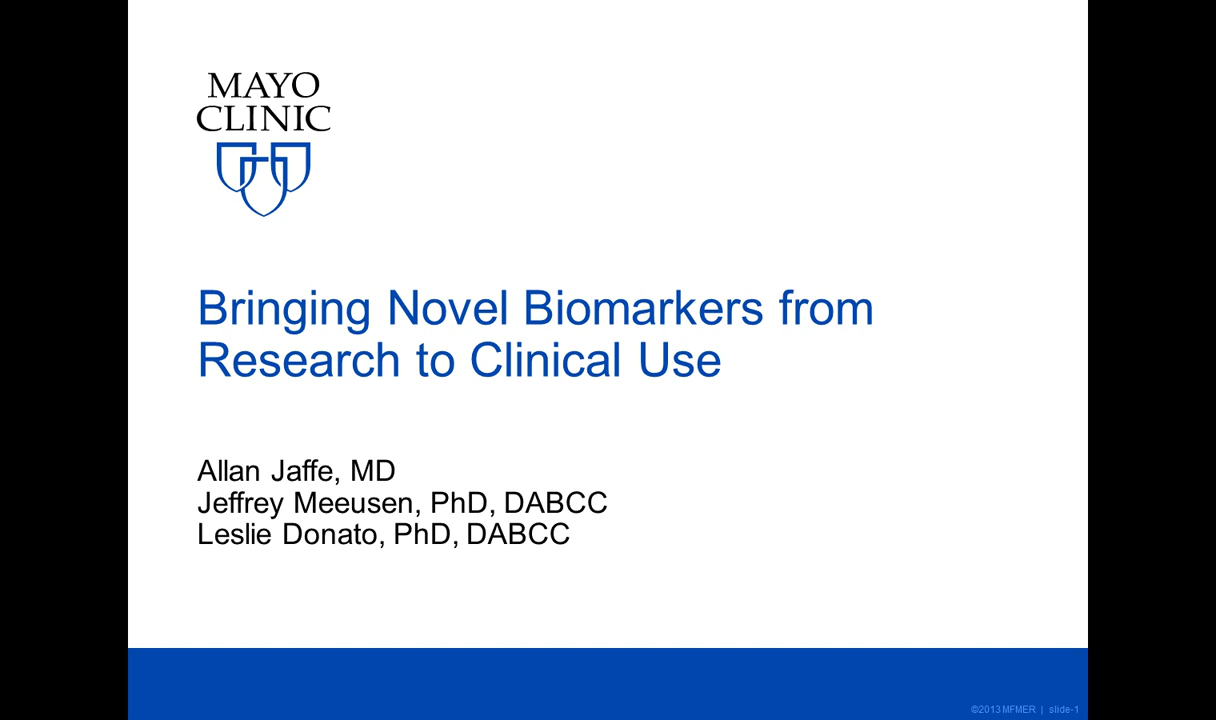 MAYO
CLINIC
Bringing Novel Biomarkers from
Research to Clinical Use
Allan Jaffe, MD
Jeffrey Meeusen, PhD, DABCC
Leslie Donato, PhD, DABCC
©2013 MFMER | slide-1